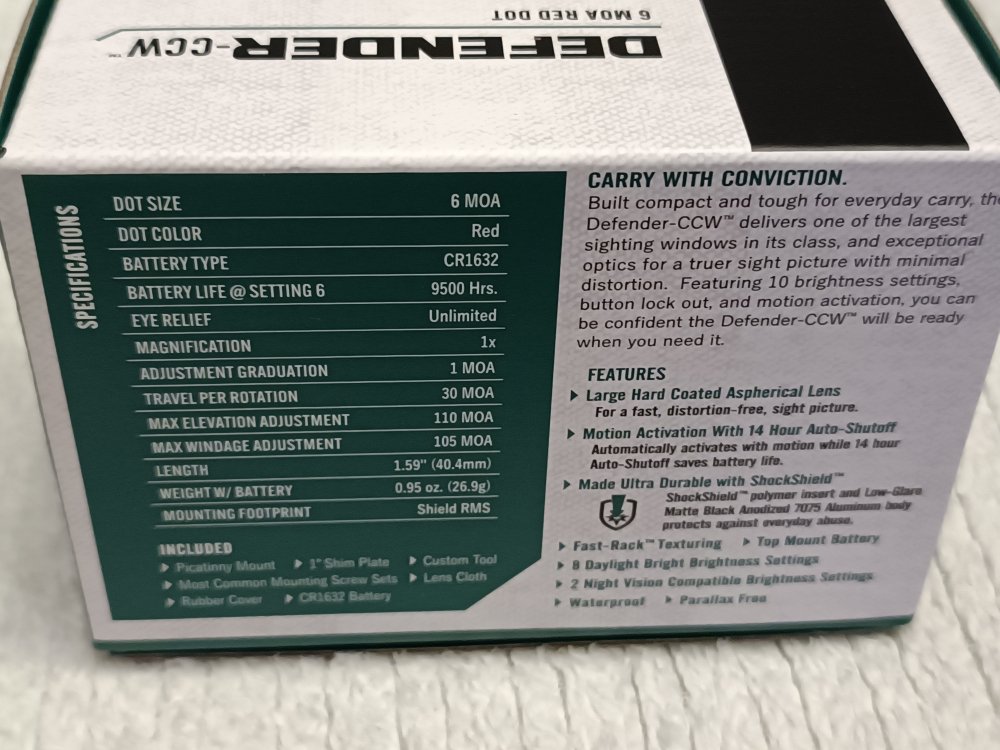 6 MOA RED DOT
DEFENDER-CCW™
SPECIFICATIONS
DOT SIZE 6 MOA
DOT COLOR Red
BATTERY TYPE CR1632
BATTERY LIFE @ SETTING 6 9500 Hrs.
EYE RELIEF Unlimited
MAGNIFICATION 1x
ADJUSTMENT GRADUATION 1 MOA
TRAVEL PER ROTATION 30 MOA
MAX ELEVATION ADJUSTMENT 110 MOA
MAX WINDAGE ADJUSTMENT 105 MOA
LENGTH 1.59" (40.4mm)
WEIGHT W/ BATTERY 0.95 oz. (26.9g)
MOUNTING FOOTPRINT Shield RMS
INCLUDED
Picatinny Mount 1° Shim Plate Custom Tool
Most Common Mounting Screw Sets Lens Cloth
Rubber Cover CR1632 Battery
CARRY WITH CONVICTION.
Built compact and tough for everyday carry, the
Defender-CCW™ delivers one of the largest
sighting windows in its class, and exceptional
optics for a truer sight picture with minimal
distortion. Featuring 10 brightness settings,
button lock out, and motion activation, you can
be confident the Defender-CCW™ will be ready
when you need it.
FEATURES
Large Hard Coated Aspherical Lens
For a fast, distortion-free, sight picture.
Motion Activation With 14 Hour Auto-Shutoff
Automatically activates with motion while 14 hour
Auto-Shutoff saves battery life.
Made Ultra Durable with ShockShield™
ShockShield™ polymer insert and Low-Glare
Matte Black Anodized 7075 Aluminum body
protects against everyday abuse.
Fast-Rack™ Texturing Top Mount Battery
8 Daylight Bright Brightness Settings
2 Night Vision Compatible Brightness Settings
Waterproof Parallax Free